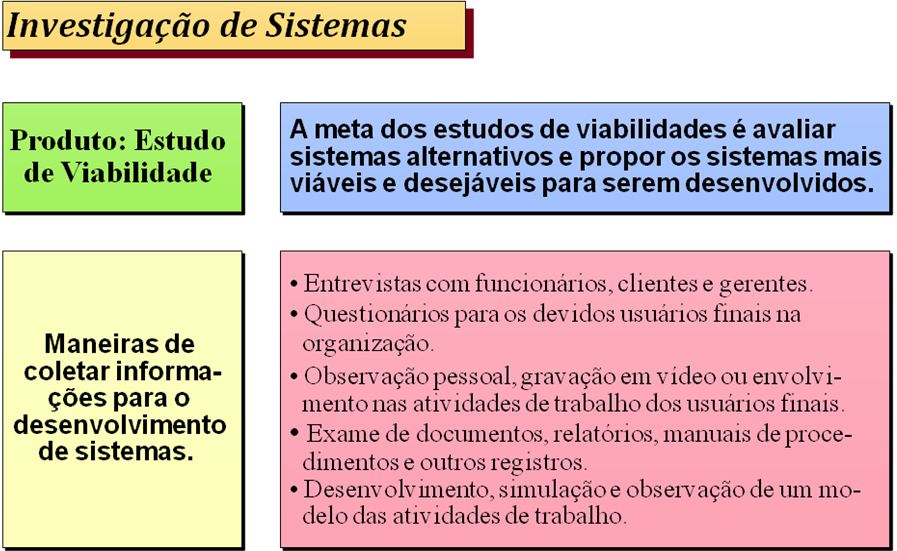 Investigação de Sistemas
Produto: Estudo
de Viabilidade
A meta dos estudos de viabilidades é avaliar
sistemas alternativos e propor os sistemas mais
viáveis e desejáveis para serem desenvolvidos.
Maneiras de
coletar informa-
ções para o
desenvolvimento
de sistemas.
• Entrevistas com funcionários, clientes e gerentes.
• Questionários para os devidos usuários finais na
organização.
• Observação pessoal, gravação em vídeo ou envolvi-
mento nas atividades de trabalho dos usuários finais.
• Exame de documentos, relatórios, manuais de proce-
dimentos e outros registros.
• Desenvolvimento, simulação e observação de um mo-
delo das atividades de trabalho.